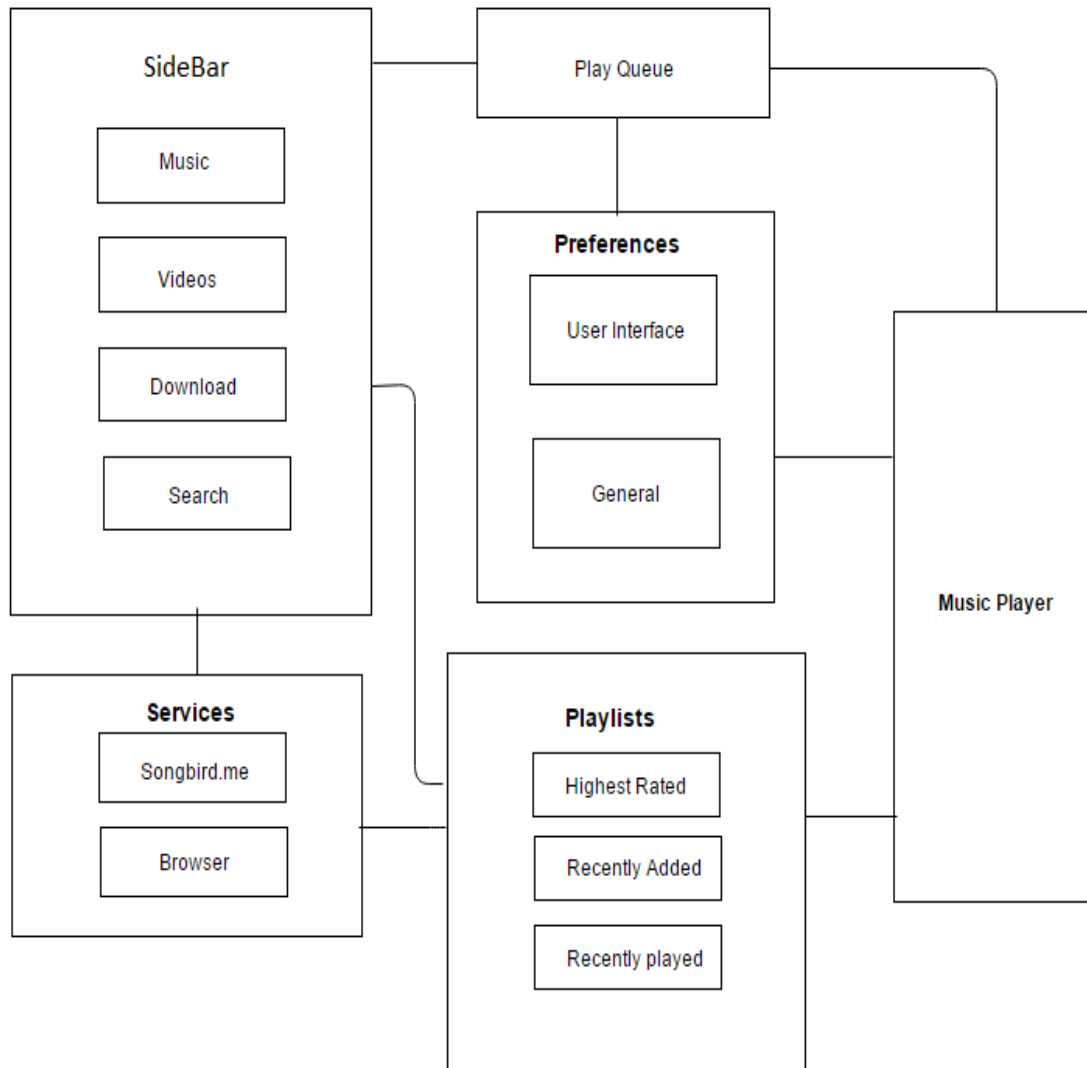 SideBar
Music
Videos
Download
Search
Play Queue
Preferences
User Interface
General
Music Player
Services
Songbird.me
Browser
Playlists
Highest Rated
Recently Added
Recently played